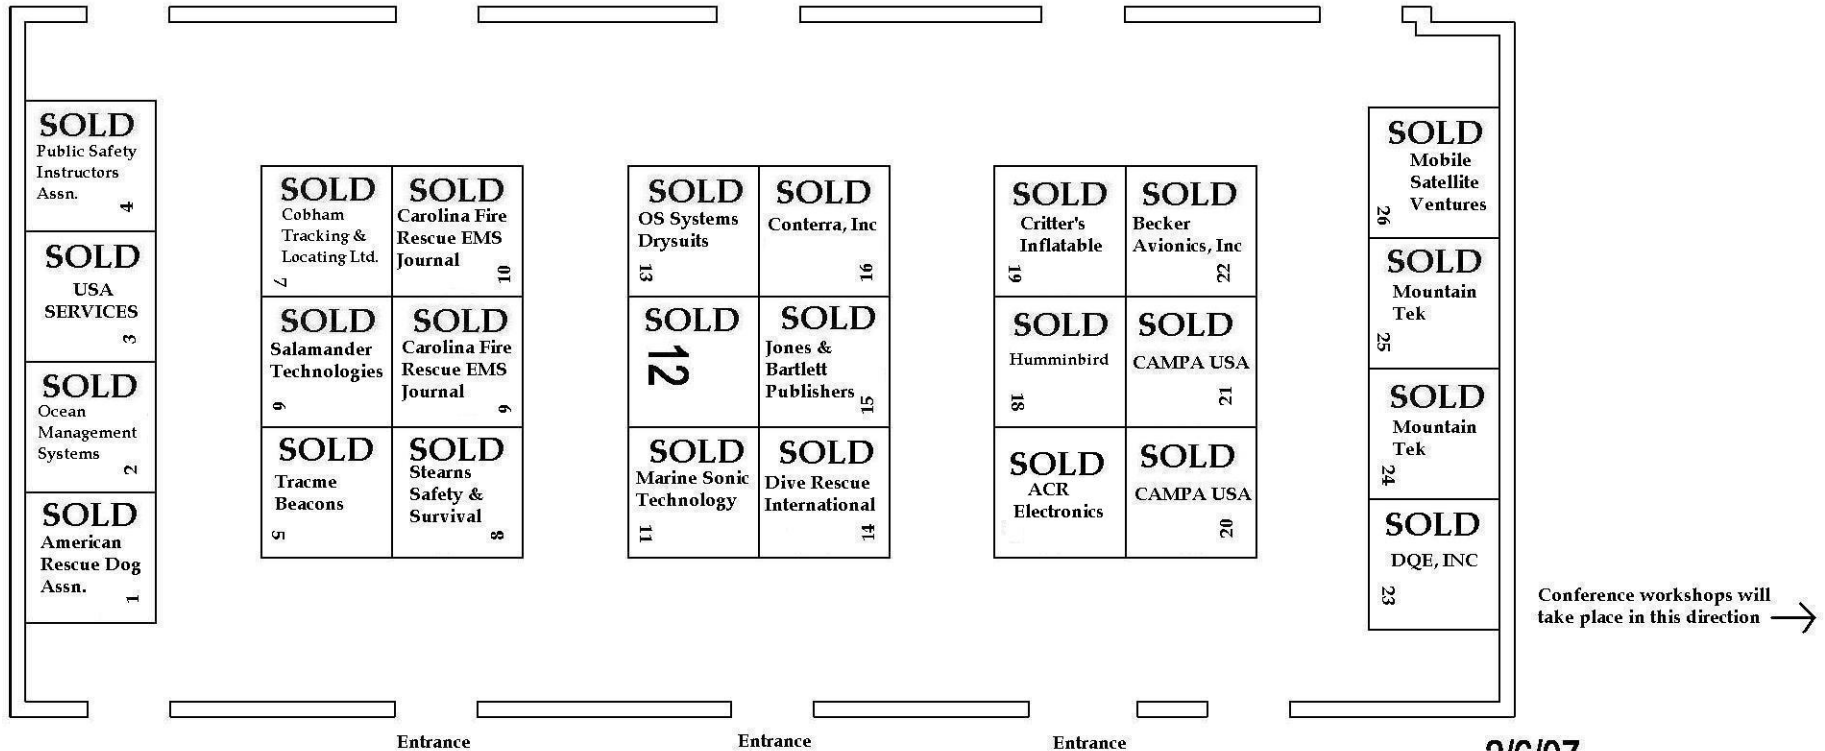 SOLD
Public Safety
Instructors
Assn.
4
SOLD
USA
SERVICES
3
SOLD
Ocean
Management
Systems
2
SOLD
American
Rescue Dog
Assn.
1
SOLD
Cobham
Tracking &
Locating Ltd.
7
SOLD
Carolina Fire
Rescue EMS
Journal
10
SOLD
Salamander
Technologies
6
SOLD
Carolina Fire
Rescue EMS
Journal
9
SOLD
Tracme
Beacons
5
SOLD
Stearns
Safety &
Survival
8
SOLD
OS Systems
Drysuits
13
SOLD
Conterra, Inc
16
SOLD
12
SOLD
Jones &
Bartlett
Publishers
15
SOLD
Marine Sonic
Technology
11
SOLD
Dive Rescue
International
14
SOLD
Critter's
Inflatable
19
SOLD
Becker
Avionics, Inc
22
SOLD
Humminbird
18
SOLD
CAMPA USA
21
SOLD
ACR
Electronics
SOLD
CAMPA USA
20
SOLD
Mobile
Satellite
Ventures
26
SOLD
Mountain
Tek
25
SOLD
Mountain
Tek
24
SOLD
DQE, INC
23
Conference workshops will
take place in this direction
Entrance
Entrance
Entrance